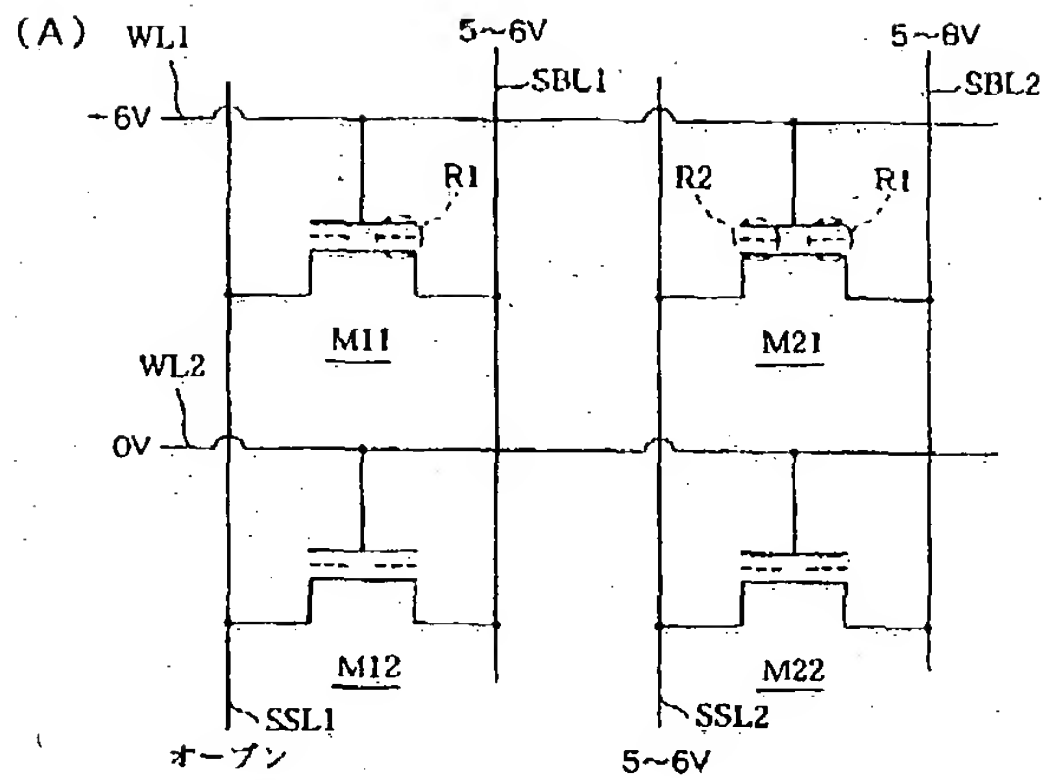 (A)
WL1
5~6V
5~8V
SBL1
SBL2
-6V
R1
R2
R1
M11
M21
WL2
0V
M12
M22
SSL1
SSL2
オープン
5~6V